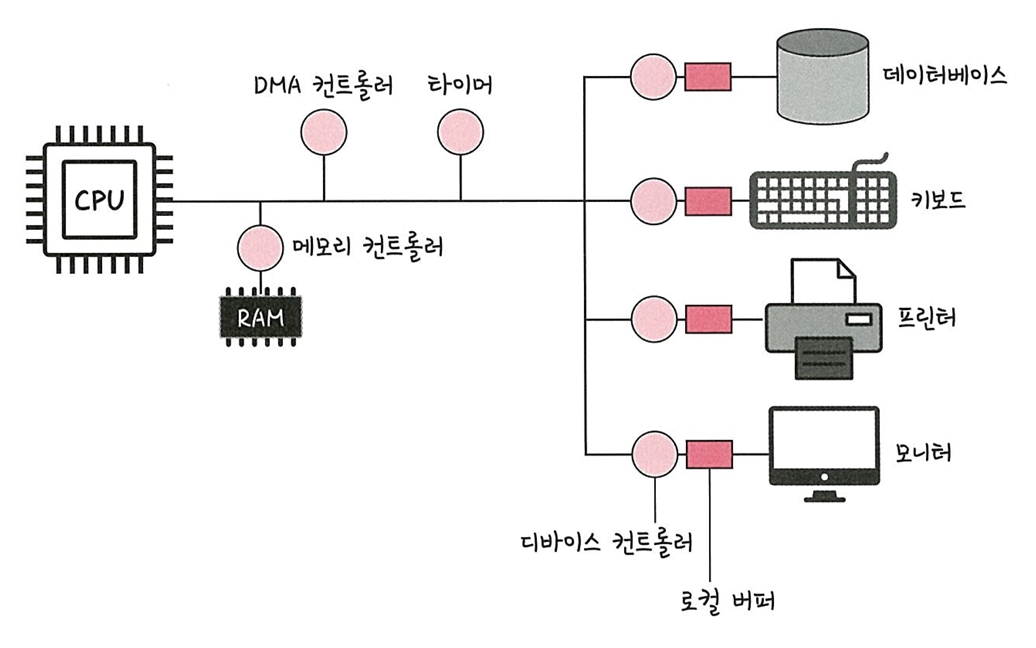 DMA 컨트롤러
타이머
데이터베이스
CPU
키보드
메모리 컨트롤러
RAM
프린터
모니터
디바이스 컨트롤러
로컬 버퍼